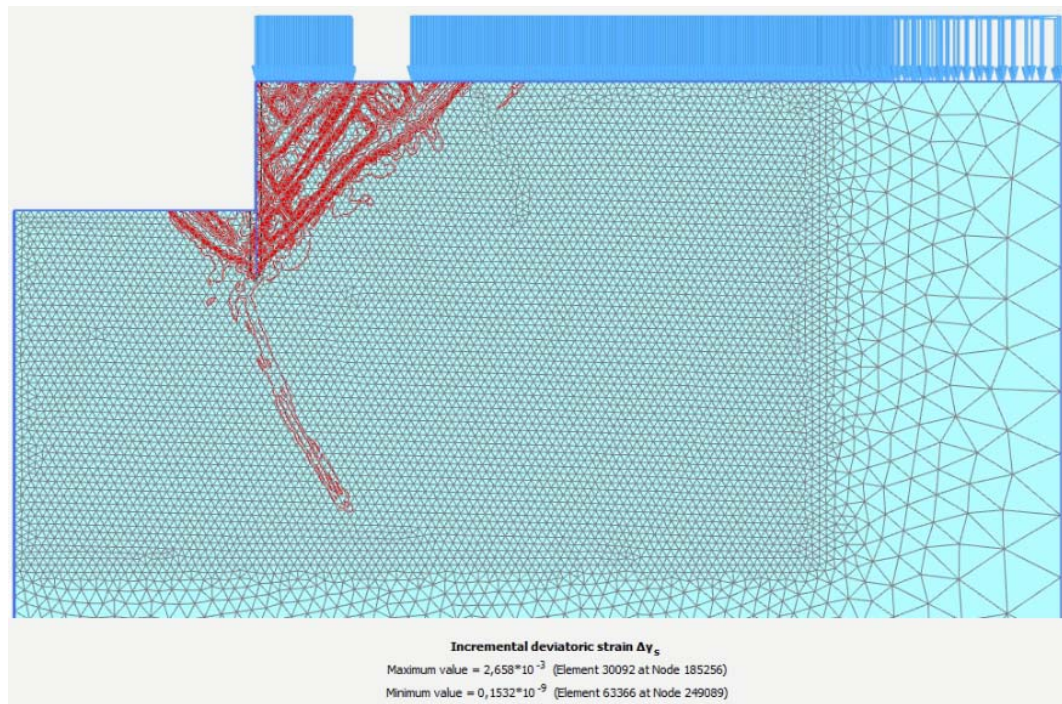 Incremental deviatoric strain Δγ s
Maximum value = 2,658*10 -3 (Element 30092 at Node 185256)
Minimum value = 0,1532*10 -9 (Element 63366 at Node 249089)